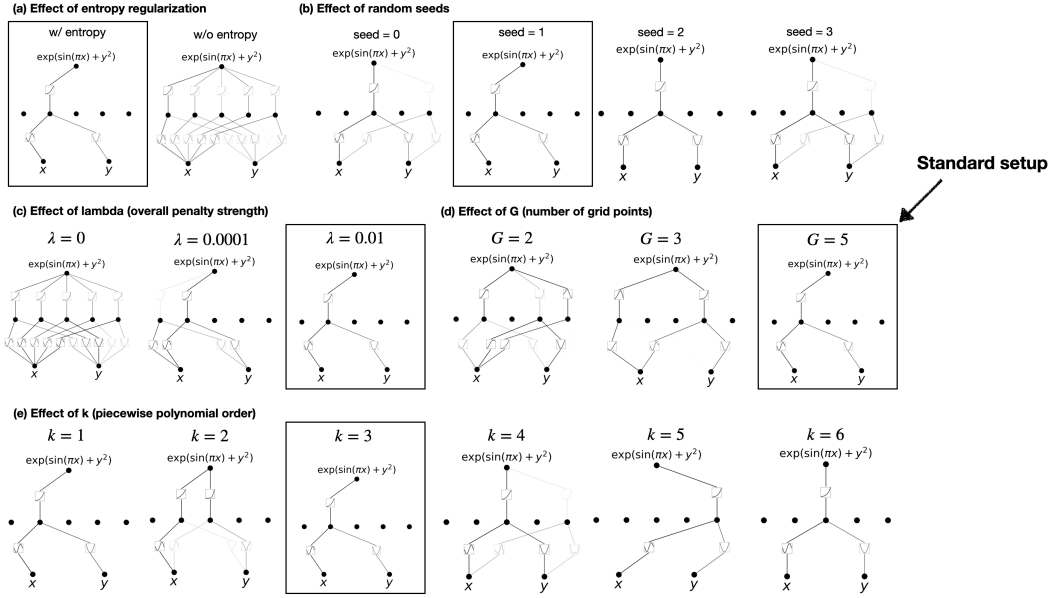 (a) Effect of entropy regularization
(b) Effect of random seeds
w/ entropy
w/o entropy
seed = 0
seed = 1
seed = 2
seed = 3
exp(sin(πx) + y²)
exp(sin(πx) + y²)
exp(sin(πx) + y²)
exp(sin(πx) + y²)
exp(sin(πx) + y²)
exp(sin(πx) + y²)
x y
x y
x y
x y
x y
x y
Standard setup
(c) Effect of lambda (overall penalty strength)
(d) Effect of G (number of grid points)
λ = 0
λ = 0.0001
λ = 0.01
G = 2
G = 3
G = 5
exp(sin(πx) + y²)
exp(sin(πx) + y²)
exp(sin(πx) + y²)
exp(sin(πx) + y²)
exp(sin(πx) + y²)
exp(sin(πx) + y²)
x y
x y
x y
x y
x y
x y
(e) Effect of k (piecewise polynomial order)
k = 1
k = 2
k = 3
k = 4
k = 5
k = 6
exp(sin(πx) + y²)
exp(sin(πx) + y²)
exp(sin(πx) + y²)
exp(sin(πx) + y²)
exp(sin(πx) + y²)
exp(sin(πx) + y²)
x y
x y
x y
x y
x y
x y